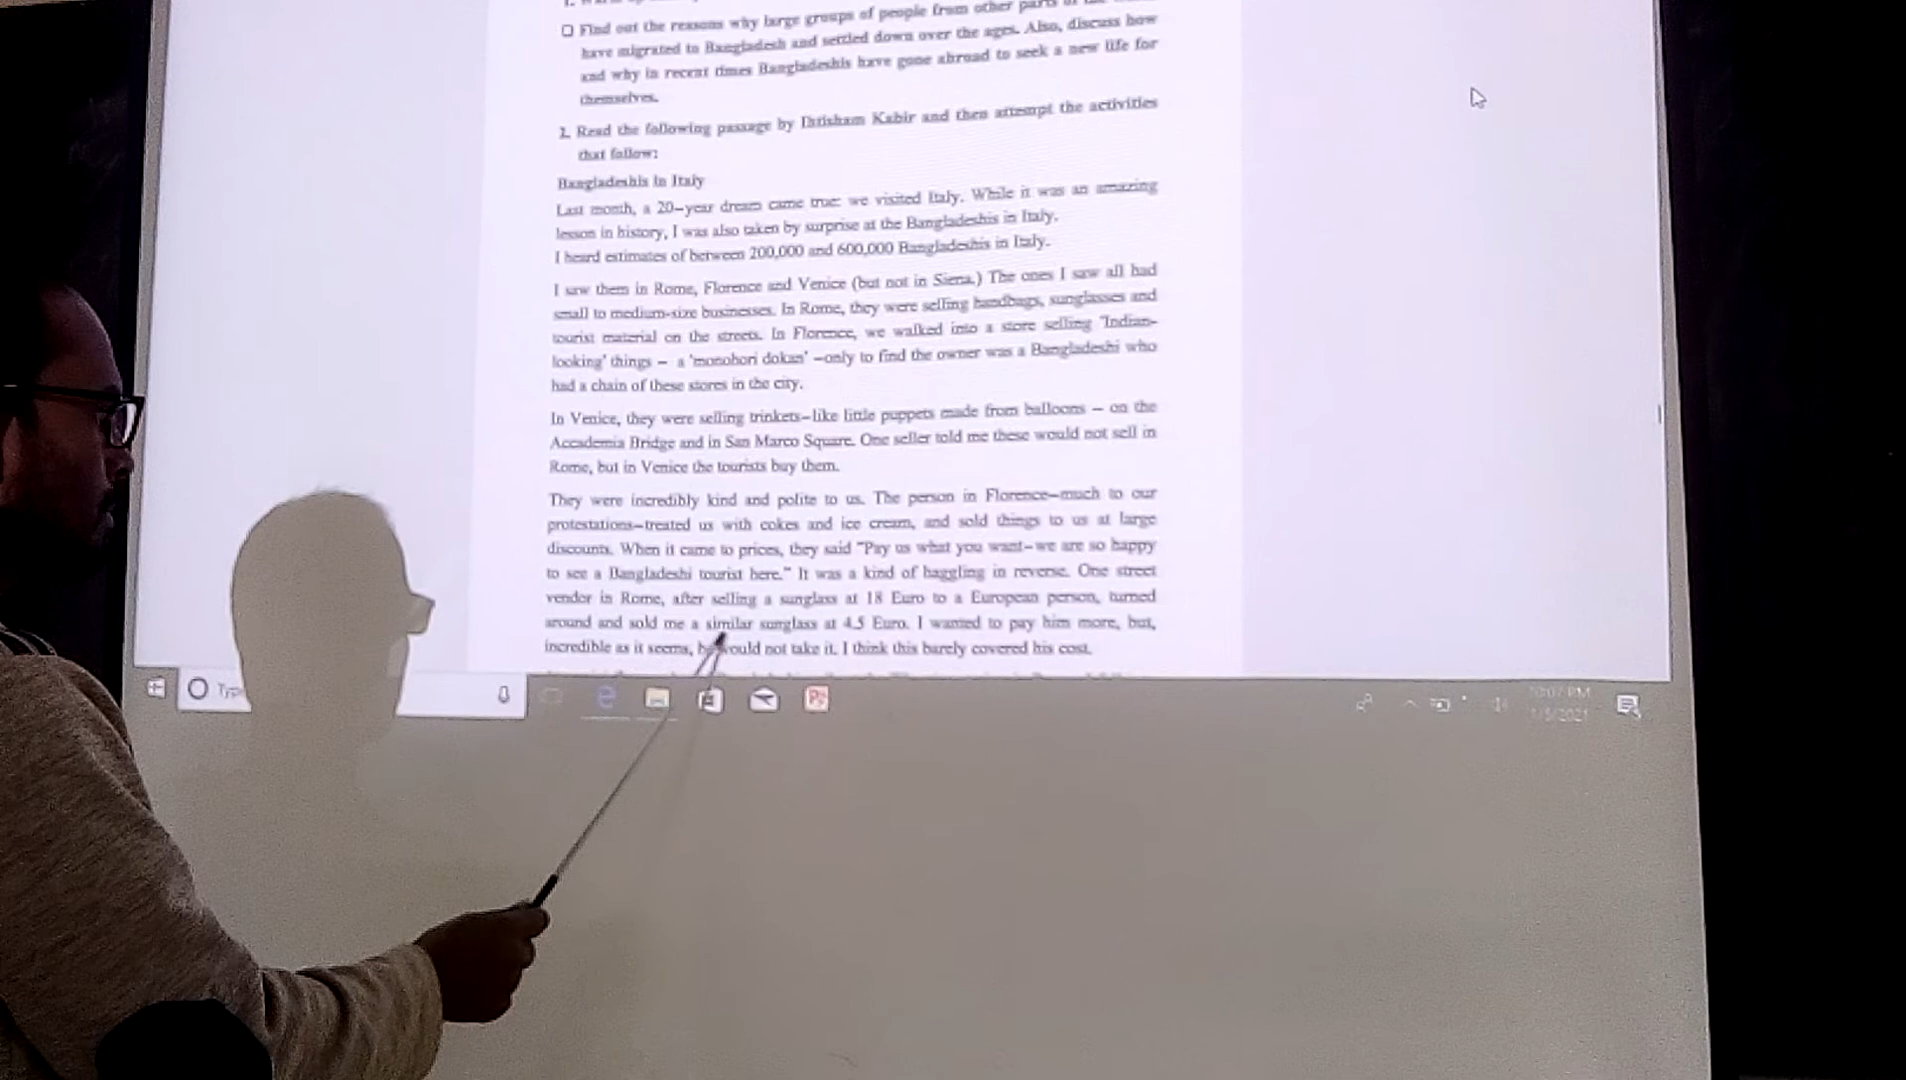 Find out the reasons why large groups of people from other parts
have migrated to Bangladesh and settled down over the ages. Also, discuss how
and why in recent times Bangladeshis have gone abroad to seek a new life for
themselves.
2. Read the following passage by Ihtisham Kabir and then attempt the activities
that follow:
Bangladeshis in Italy
Last month, a 20-year dream came true: we visited Italy. While it was an amazing
lesson in history, I was also taken by surprise at the Bangladeshis in Italy.
I heard estimates of between 200,000 and 600,000 Bangladeshis in Italy.
I saw them in Rome, Florence and Venice (but not in Siena.) The ones I saw all had
small to medium-size businesses. In Rome, they were selling handbags, sunglasses and
tourist material on the streets. In Florence, we walked into a store selling 'Indian-
looking' things – a 'monohori dokan' –only to find the owner was a Bangladeshi who
had a chain of these stores in the city.
In Venice, they were selling trinkets–like little puppets made from balloons – on the
Accademia Bridge and in San Marco Square. One seller told me these would not sell in
Rome, but in Venice the tourists buy them.
They were incredibly kind and polite to us. The person in Florence–much to our
protestations–treated us with cokes and ice cream, and sold things to us at large
discounts. When it came to prices, they said "Pay us what you want–we are so happy
to see a Bangladeshi tourist here." It was a kind of haggling in reverse. One street
vendor in Rome, after selling a sunglass at 18 Euro to a European person, turned
around and sold me a similar sunglass at 4.5 Euro. I wanted to pay him more, but,
incredible as it seems, he would not take it. I think this barely covered his cost.
10:07 PM
1/5/2021